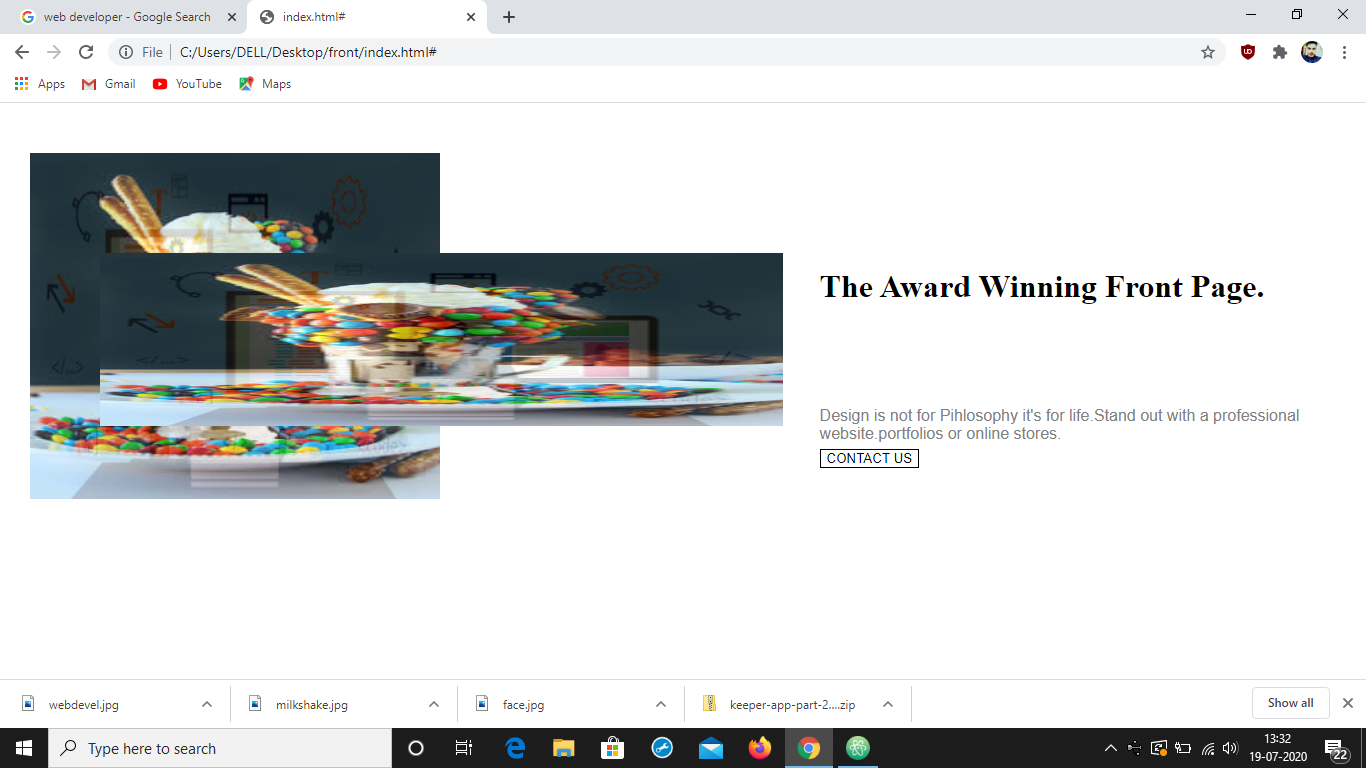 web developer - Google Search
index.html#
File
C:/Users/DELL/Desktop/front/index.html#
Apps
Gmail
YouTube
Maps
The Award Winning Front Page.
Design is not for Pihlosophy it's for life.Stand out with a professional
website.portfolios or online stores.
CONTACT US
webdevel.jpg
milkshake.jpg
face.jpg
keeper-app-part-2....zip
Show all
Type here to search
13:32
19-07-2020
22